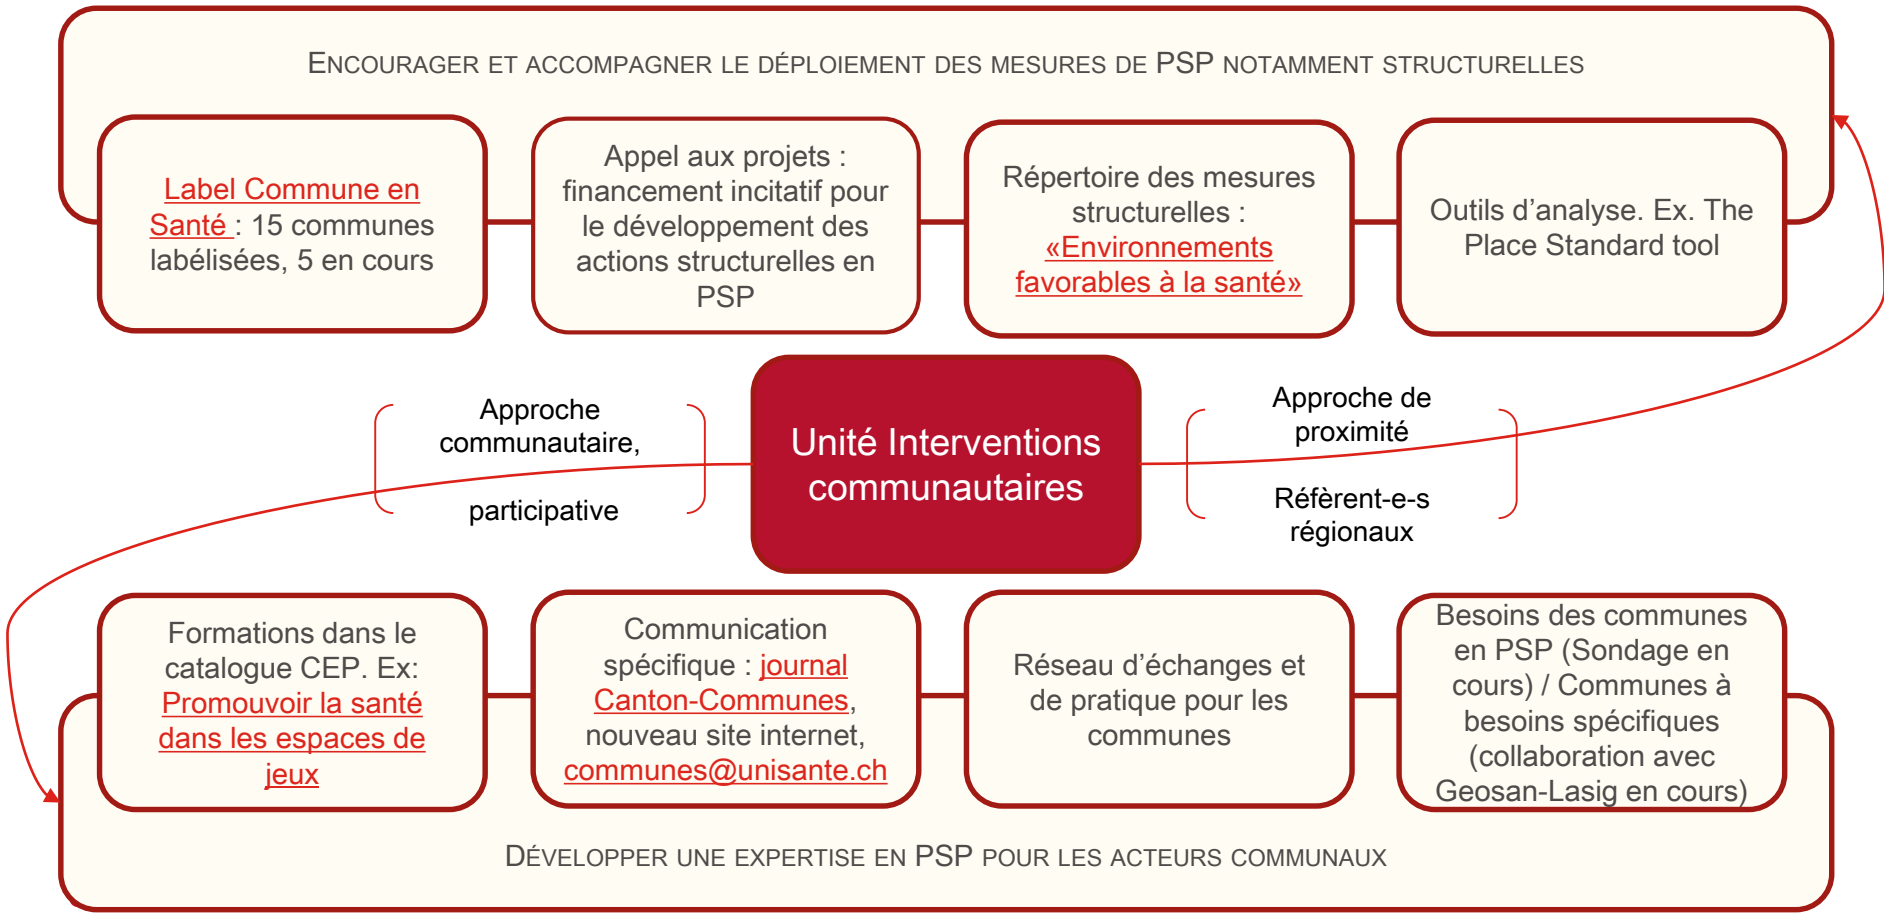 ENCOURAGER ET ACCOMPAGNER LE DÉPLOIEMENT DES MESURES DE PSP NOTAMMENT STRUCTURELLES
Label Commune en
Santé : 15 communes
labélisées, 5 en cours
Appel aux projets :
financement incitatif pour
le développement des
actions structurelles en
PSP
Répertoire des mesures
structurelles :
«Environnements
favorables à la santé»
Outils d’analyse. Ex. The
Place Standard tool
Approche
communautaire,
participative
Unité Interventions
communautaires
Approche de
proximité
Réfèrent-e-s
régionaux
Formations dans le
catalogue CEP. Ex:
Promouvoir la santé
dans les espaces de
jeux
Communication
spécifique : journal
Canton-Communes,
nouveau site internet,
communes@unisante.ch
Réseau d’échanges et
de pratique pour les
communes
Besoins des communes
en PSP (Sondage en
cours) / Communes à
besoins spécifiques
(collaboration avec
Geosan-Lasig en cours)
DÉVELOPPER UNE EXPERTISE EN PSP POUR LES ACTEURS COMMUNAUX